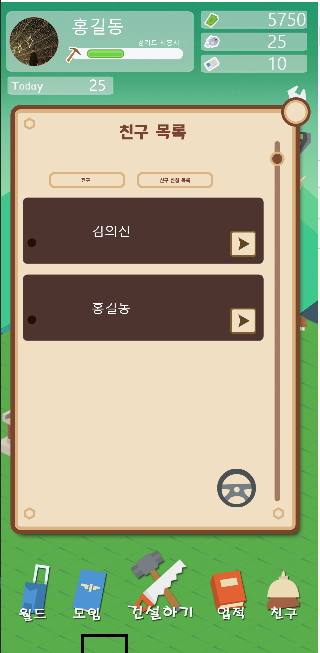 홍길동
5750
25
10
Today 25
친구 목록
친구 친구 신청 목록
김의신
홍길동
월드 모임 건설하기 업적 친구